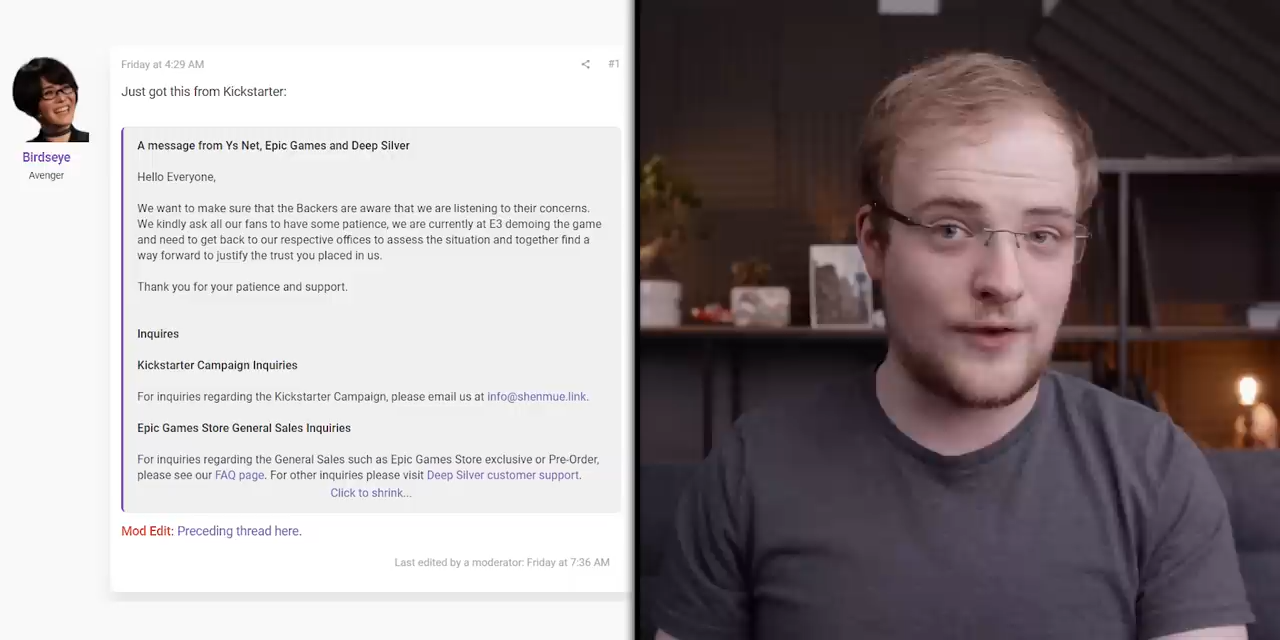 Friday at 4:29 AM
#1
Just got this from Kickstarter:
Birdseye
Avenger
A message from Ys Net, Epic Games and Deep Silver
Hello Everyone,
We want to make sure that the Backers are aware that we are listening to their concerns.
We kindly ask all our fans to have some patience, we are currently at E3 demoing the game
and need to get back to our respective offices to assess the situation and together find a
way forward to justify the trust you placed in us.
Thank you for your patience and support.
Inquires
Kickstarter Campaign Inquiries
For inquiries regarding the Kickstarter Campaign, please email us at info@shenmue.link.
Epic Games Store General Sales Inquiries
For inquiries regarding the General Sales such as Epic Games Store exclusive or Pre-Order,
please see our FAQ page. For other inquiries please visit Deep Silver customer support.
Click to shrink...
Mod Edit: Preceding thread here.
Last edited by a moderator: Friday at 7:36 AM